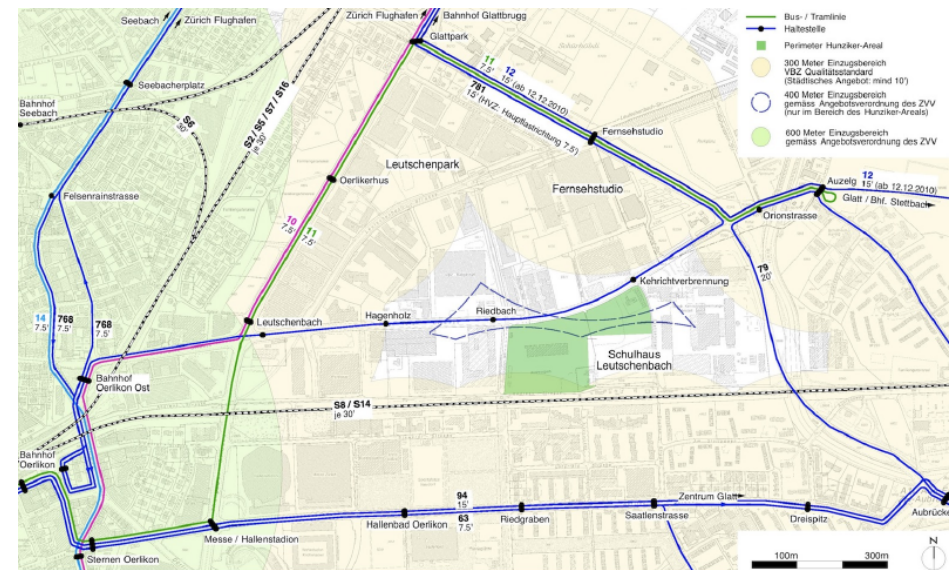 Seebach
Zürich Flughafen
Zürich Flughafen
Bahnhof Glattbrugg
Glattpark
Seebacherplatz
Bahnhof
Seebach
S6
30'
S2 / S5 / S7 / S16
je 30'
11
7.5'
12
15' (ab 12.12.2010)
781
15' (HVZ: Hauptlastrichtung 7.5')
Fernsehstudio
Leutschenpark
Oerlikerhus
Fernsehstudio
Felsenrainstrasse
10
7.5'
11
7.5'
Auzelg
12
15' (ab 12.12.2010)
Glatt / Bhf. Stettbach
Orionstrasse
79
20'
Kehrichtverbrennung
14
7.5'
768
7.5'
768
7.5'
Leutschenbach
Hagenholz
Riedbach
Schulhaus
Leutschenbach
Bahnhof
Oerlikon Ost
S8 / S14
je 30'
Bahnhof
Oerlikon
94
15'
63
7.5'
Zentrum Glatt
Messe / Hallenstadion
Hallenbad Oerlikon
Riedgraben
Saatlenstrasse
Dreispitz
Aubrücke
Sternen Oerlikon
Bus- / Tramlinie
Haltestelle
Perimeter Hunziker-Areal
300 Meter Einzugsbereich
VBZ Qualitätsstandard
(Städtisches Angebot: mind 10')
400 Meter Einzugsbereich
gemäss Angebotsverordnung des ZVV
(nur im Bereich des Hunziker-Areals)
600 Meter Einzugsbereich
gemäss Angebotsverordnung des ZVV
100m
300m
N